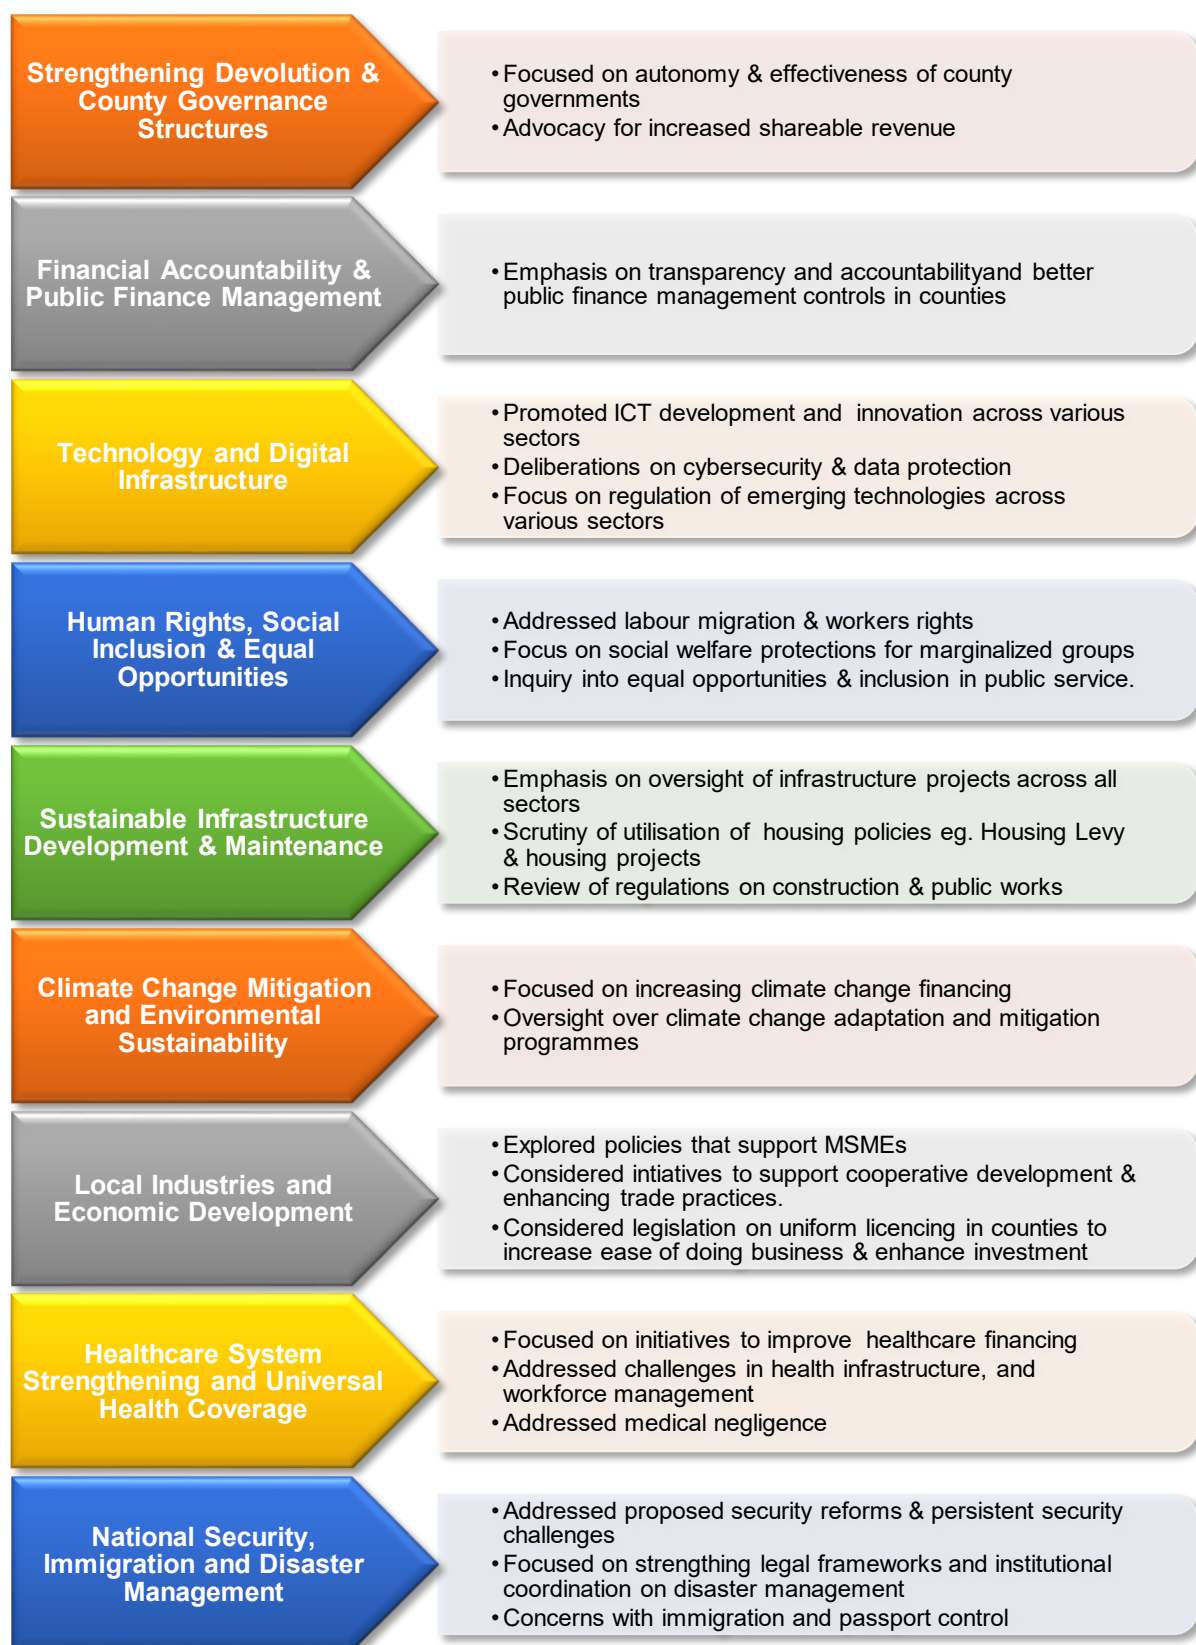 Strengthening Devolution &
County Governance
Structures
• Focused on autonomy & effectiveness of county
governments
• Advocacy for increased shareable revenue
Financial Accountability &
Public Finance Management
• Emphasis on transparency and accountabilityand better
public finance management controls in counties
Technology and Digital
Infrastructure
• Promoted ICT development and innovation across various
sectors
• Deliberations on cybersecurity & data protection
• Focus on regulation of emerging technologies across
various sectors
Human Rights, Social
Inclusion & Equal
Opportunities
• Addressed labour migration & workers rights
• Focus on social welfare protections for marginalized groups
• Inquiry into equal opportunities & inclusion in public service.
Sustainable Infrastructure
Development & Maintenance
• Emphasis on oversight of infrastructure projects across all
sectors
• Scrutiny of utilisation of housing policies eg. Housing Levy
& housing projects
• Review of regulations on construction & public works
Climate Change Mitigation
and Environmental
Sustainability
• Focused on increasing climate change financing
• Oversight over climate change adaptation and mitigation
programmes
Local Industries and
Economic Development
• Explored policies that support MSMEs
• Considered intiatives to support cooperative development &
enhancing trade practices.
• Considered legislation on uniform licencing in counties to
increase ease of doing business & enhance investment
Healthcare System
Strengthening and Universal
Health Coverage
• Focused on initiatives to improve healthcare financing
• Addressed challenges in health infrastructure, and
workforce management
• Addressed medical negligence
National Security,
Immigration and Disaster
Management
• Addressed proposed security reforms & persistent security
challenges
• Focused on strengthing legal frameworks and institutional
coordination on disaster management
• Concerns with immigration and passport control